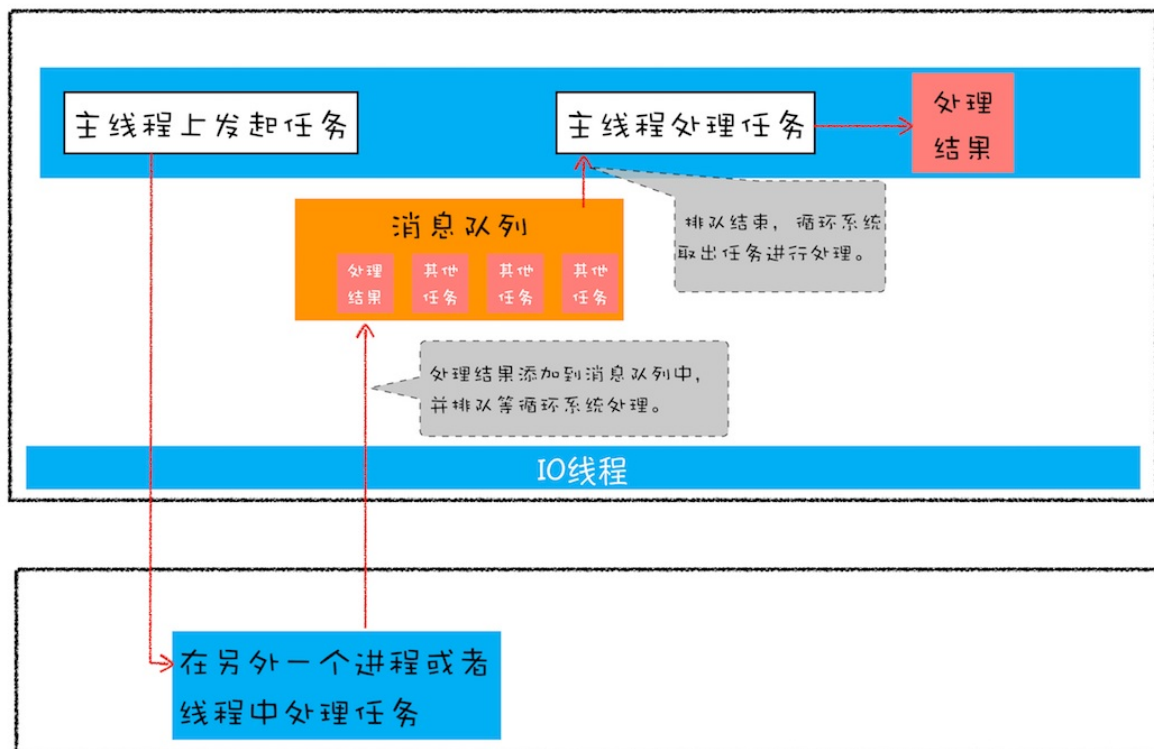 主线程上发起任务
主线程处理任务
处理
结果
排队结束，循环系统
取出任务进行处理。
消息队列
处理
结果
其他
任务
其他
任务
其他
任务
处理结果添加到消息队列中，
并排队等循环系统处理。
IO线程
在另外一个进程或者
线程中处理任务